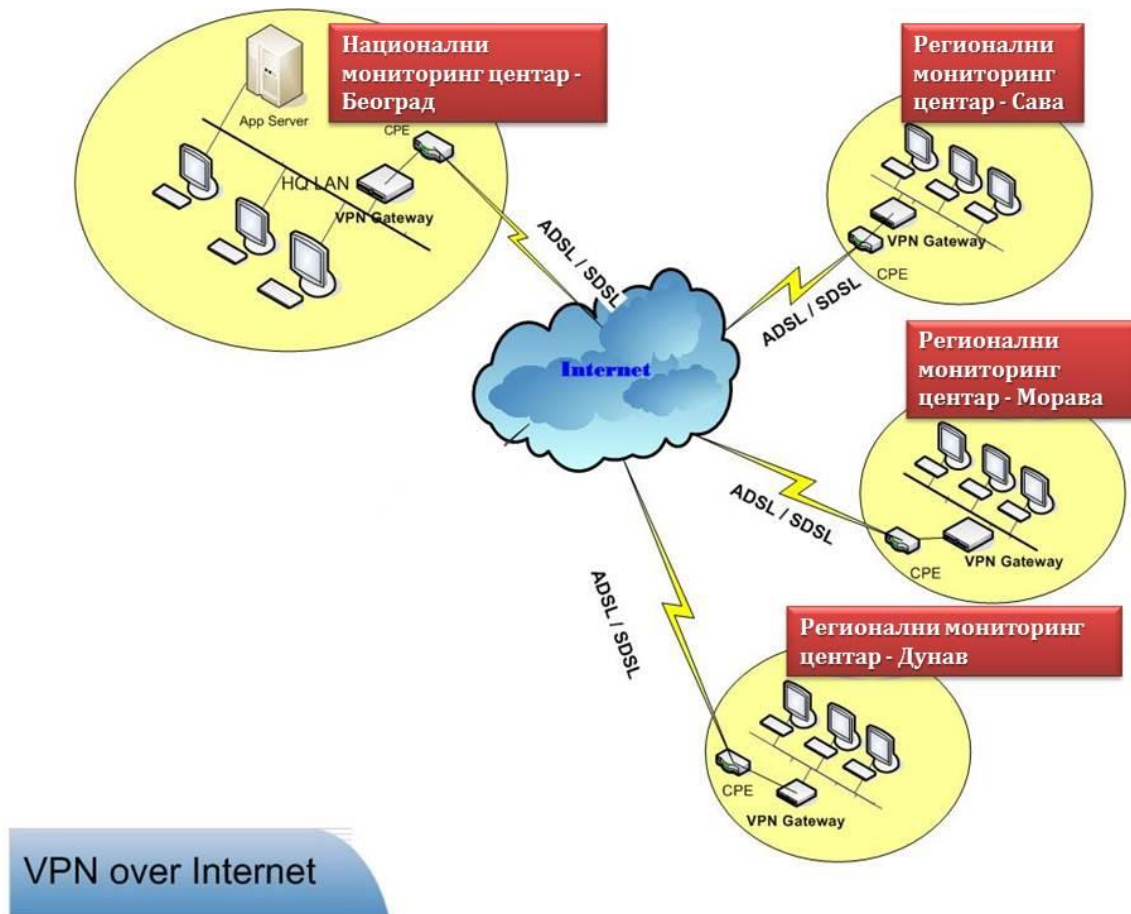 Национални
мониторинг центар -
Београд
App Server
CPE
HQ LAN
VPN Gateway
ADSL / SDSL
Регионални
мониторинг
центар - Сава
VPN Gateway
CPE
ADSL / SDSL
Internet
Регионални
мониторинг
центар - Морава
ADSL / SDSL
VPN Gateway
CPE
ADSL / SDSL
Регионални мониторинг
центар - Дунав
CPE
VPN Gateway
VPN over Internet